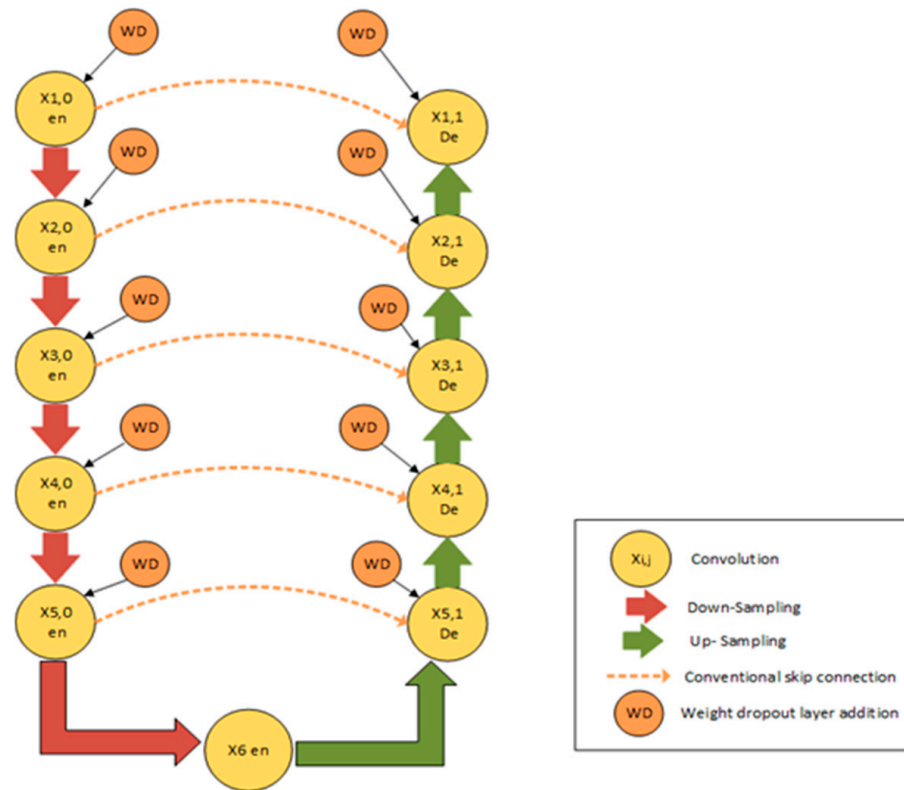 WD
WD
X1,0
en
X1,1
De
WD
WD
X2,0
en
X2,1
De
WD
WD
X3,0
en
X3,1
De
WD
WD
X4,0
en
X4,1
De
WD
WD
X5,0
en
X5,1
De
X6 en
Xi,j
Convolution
Down-Sampling
Up- Sampling
Conventional skip connection
WD
Weight dropout layer addition